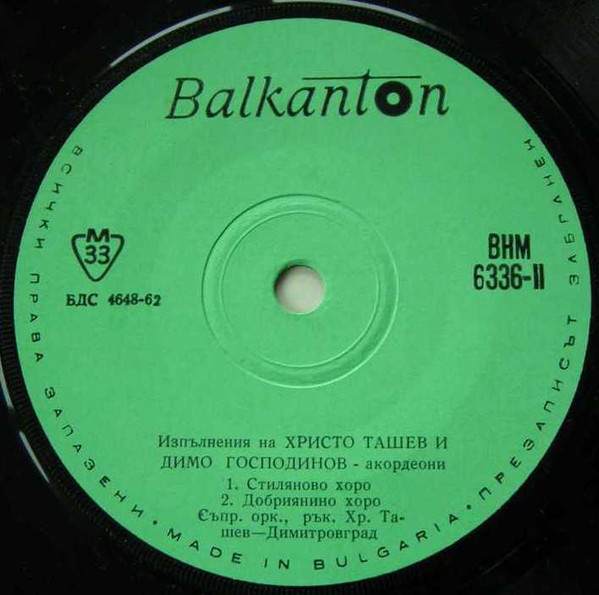 Balkanton
М
33
БДС 4648-62
ВНМ
6336-II
Изпълнения на ХРИСТО ТАШЕВ И
ДИМО ГОСПОДИНОВ - акордеони
1. Стиляново хоро
2. Добриянино хоро
Съпр. орк., рък. Хр. Та-
шев—Димитровград
ВСИЧКИ ПРАВА ЗАПАЗЕНИ • MADE IN BULGARIA • ПРЕЗАПИСЪТ ЗАБРАНЕН